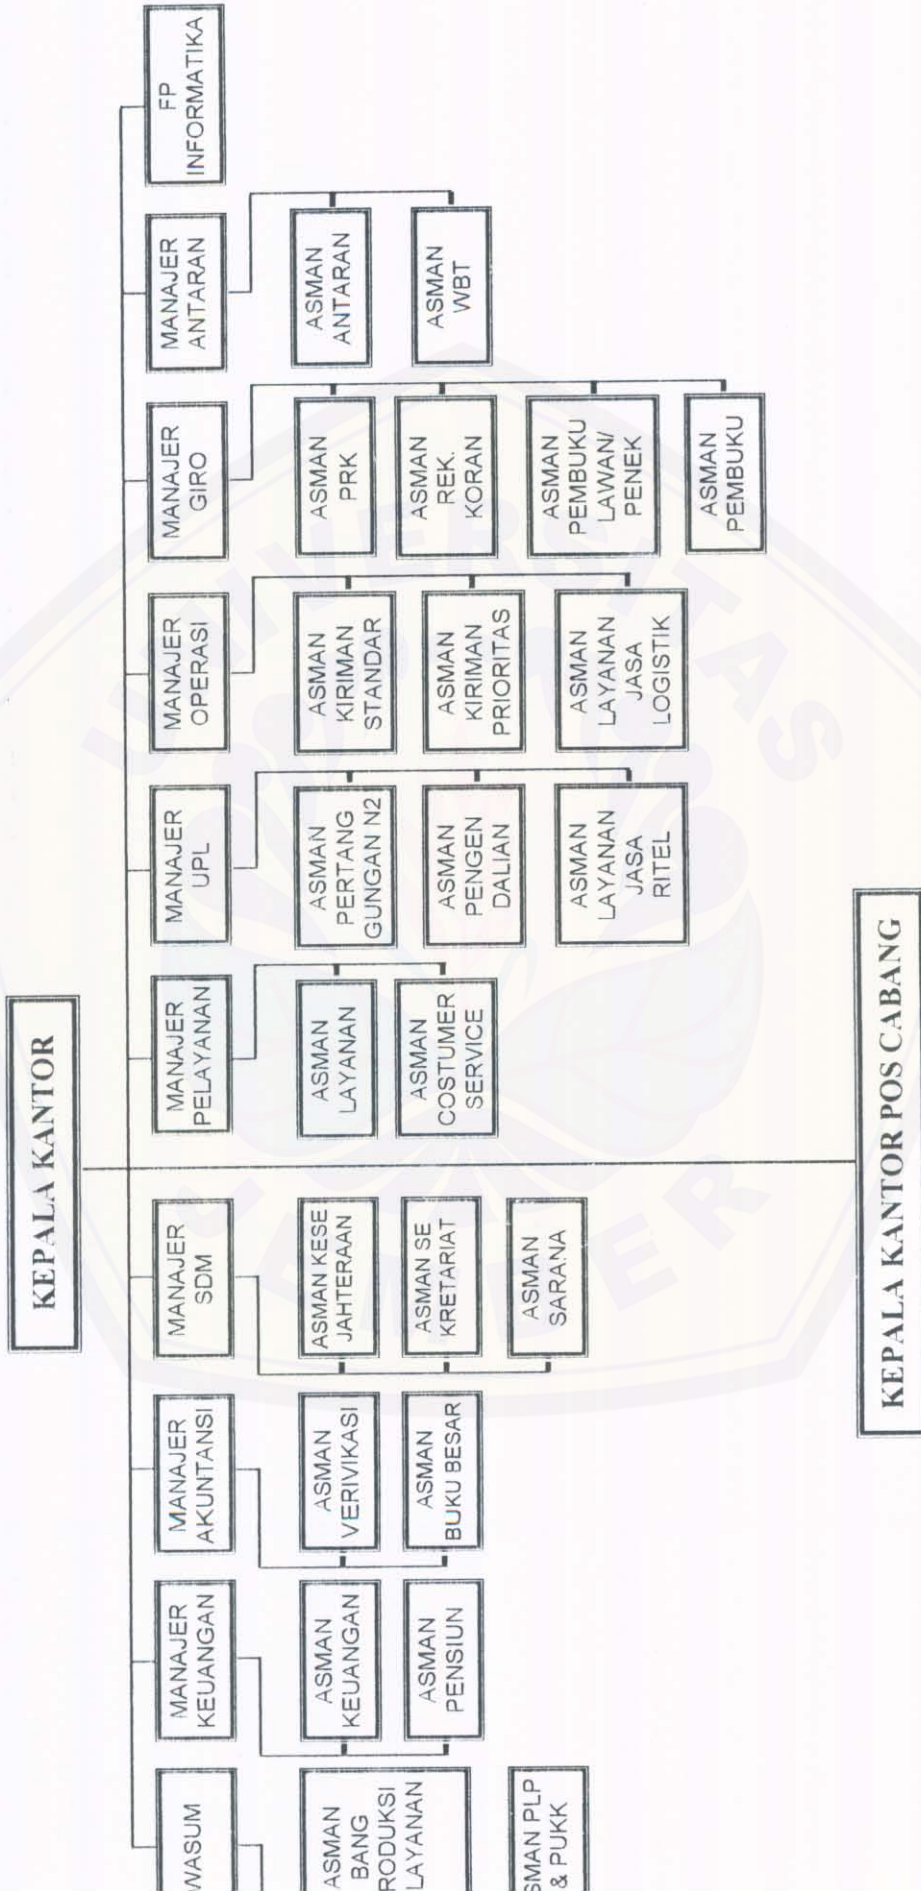 KEPALA KANTOR
WASUM
MANAJER
KEUANGAN
MANAJER
AKUNTANSI
MANAJER
SDM
MANAJER
PELAYANAN
MANAJER
UPL
MANAJER
OPERASI
MANAJER
GIRO
MANAJER
ANTARAN
FP
INFORMATIKA
ASMAN
BANG
RODUKSI
LAYANAN
SMAN PLP
& PUKK
ASMAN
KEUANGAN
ASMAN
PENSIUN
ASMAN
VERIVIKASI
ASMAN
BUKU BESAR
ASMAN KESE
JAHTERAAN
ASMAN SE
KRETARIAT
ASMAN
SARANA
ASMAN
LAYANAN
ASMAN
COSTUMER
SERVICE
ASMAN
PERTANG
GUNGAN N2
ASMAN
PENGEN
DALIAN
ASMAN
LAYANAN
JASA
RITEL
ASMAN
KIRIMAN
STANDAR
ASMAN
KIRIMAN
PRIORITAS
ASMAN
LAYANAN
JASA
LOGISTIK
ASMAN
PRK
ASMAN
REK.
KORAN
ASMAN
PEMBUKU
LAWAN/
PENEK
ASMAN
PEMBUKU
ASMAN
ANTARAN
ASMAN
WBT
KEPALA KANTOR POS CABANG
UNIVERSITAS
JEMBER